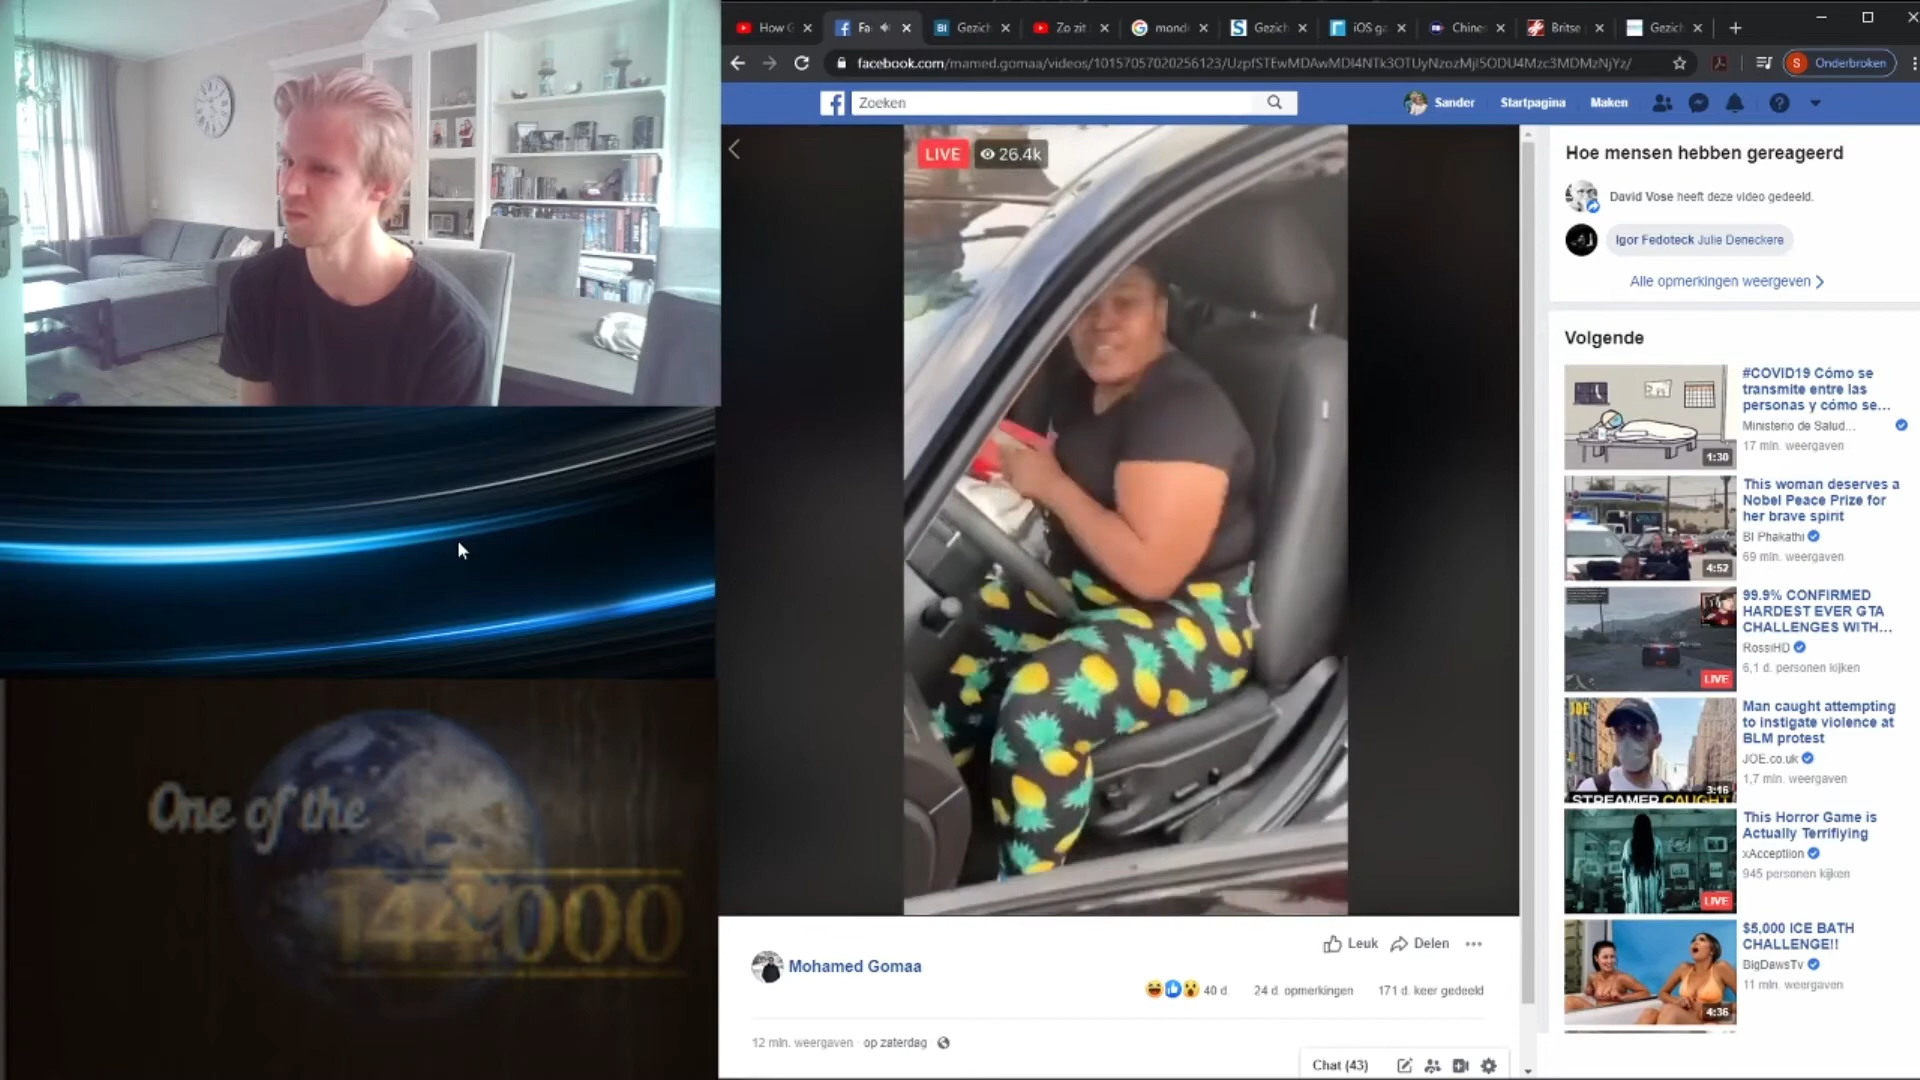 How G
Fa
Gezich
Zo zit
mond
Gezich
iOS ga
Chines
Britse
Gezich
facebook.com/mamed.gomaa/videos/10157057020256123/UzpfSTEwMDAwMDI4NTk3OTUyNzozMjI5ODU4Mzc3MDMzNjYz/
S
Onderbroken
Zoeken
Sander
Startpagina
Maken
LIVE
26.4k
Hoe mensen hebben gereageerd
David Vose heeft deze video gedeeld.
Igor Fedoteck Julie Deneckere
Alle opmerkingen weergeven
Volgende
#COVID19 Cómo se
transmite entre las
personas y cómo se...
Ministerio de Salud...
17 mln. weergaven
1:30
This woman deserves a
Nobel Peace Prize for
her brave spirit
BI Phakathi
69 mln. weergaven
4:52
99.9% CONFIRMED
HARDEST EVER GTA
CHALLENGES WITH...
RossiHD
6,1 d. personen kijken
LIVE
Man caught attempting
to instigate violence at
BLM protest
JOE.co.uk
1,7 mln. weergaven
JOE
3:16
STREAMER CAUGHT
This Horror Game is
Actually Terrifiying
xAcceptiion
945 personen kijken
LIVE
$5,000 ICE BATH
CHALLENGE!!
BigDawsTv
11 mln. weergaven
4:36
One of the
144.000
Leuk
Delen
Mohamed Gomaa
40 d.
24 d. opmerkingen
171 d. keer gedeeld
12 mln. weergaven · op zaterdag
Chat (43)